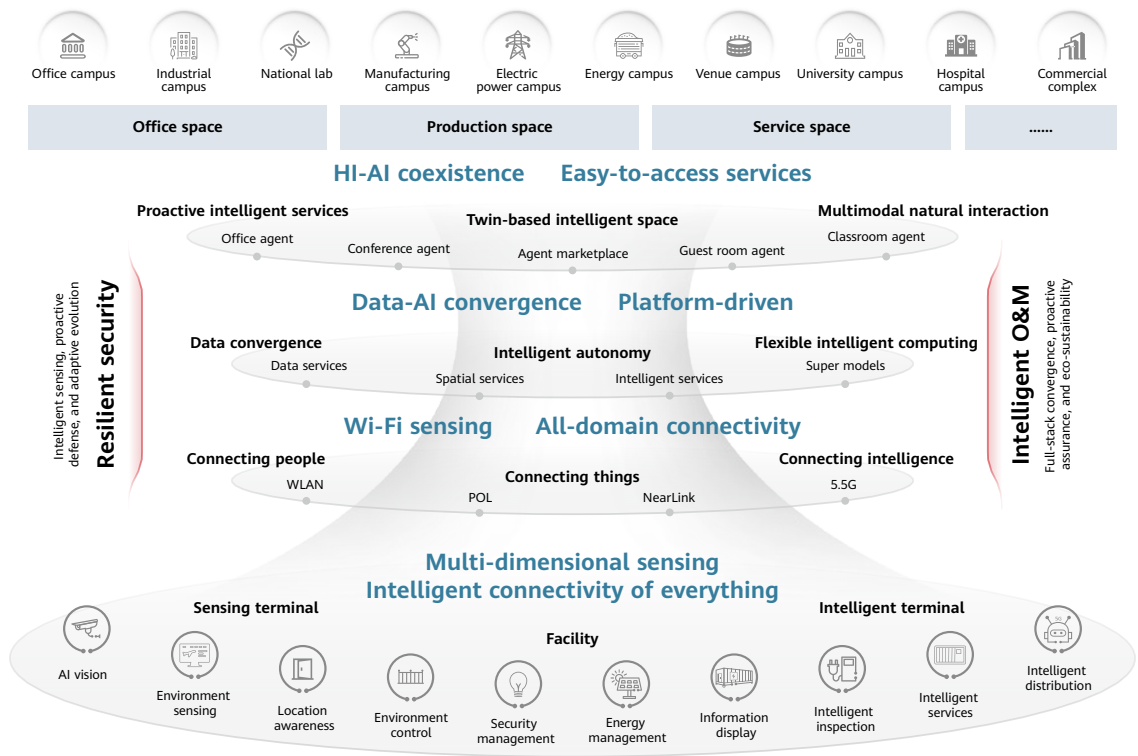 Office campus
Industrial
campus
National lab
Manufacturing
campus
Electric
power campus
Energy campus
Venue campus
University campus
Hospital
campus
Commercial
complex
Office space
Production space
Service space
......
HI-AI coexistence
Easy-to-access services
Proactive intelligent services
Twin-based intelligent space
Multimodal natural interaction
Office agent
Conference agent
Agent marketplace
Guest room agent
Classroom agent
Data-AI convergence
Platform-driven
Data convergence
Intelligent autonomy
Flexible intelligent computing
Data services
Spatial services
Intelligent services
Super models
Wi-Fi sensing
All-domain connectivity
Connecting people
Connecting things
Connecting intelligence
WLAN
POL
NearLink
5.5G
Intelligent sensing, proactive
defense, and adaptive evolution
Resilient security
Intelligent O&M
Full-stack convergence, proactive
assurance, and eco-sustainability
Multi-dimensional sensing
Intelligent connectivity of everything
Sensing terminal
Facility
Intelligent terminal
AI vision
Environment
sensing
Location
awareness
Environment
control
Security
management
Energy
management
Information
display
Intelligent
inspection
Intelligent
services
5G
Intelligent
distribution